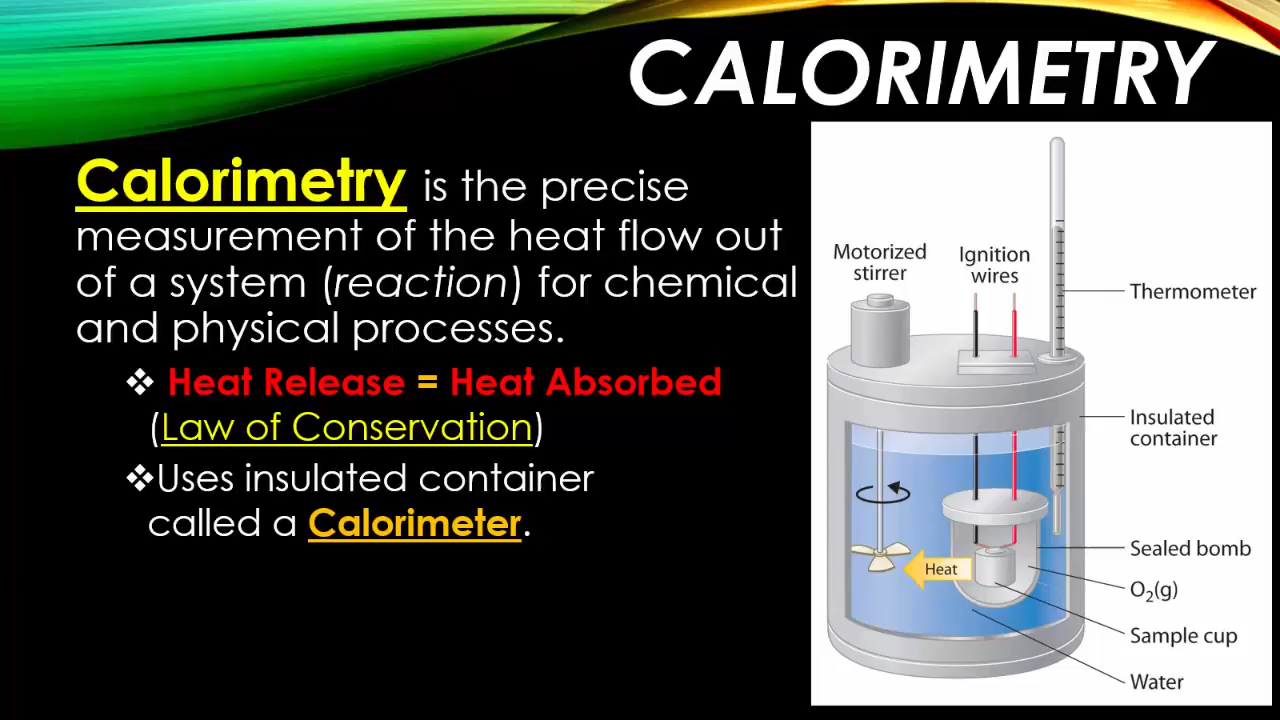 CALORIMETRY
Calorimetry is the precise
measurement of the heat flow out
of a system (reaction) for chemical
and physical processes.
❖ Heat Release = Heat Absorbed
(Law of Conservation)
❖Uses insulated container
called a Calorimeter.
Motorized
stirrer
Ignition
wires
Thermometer
Insulated
container
Sealed bomb
Heat
O₂(g)
Sample cup
Water